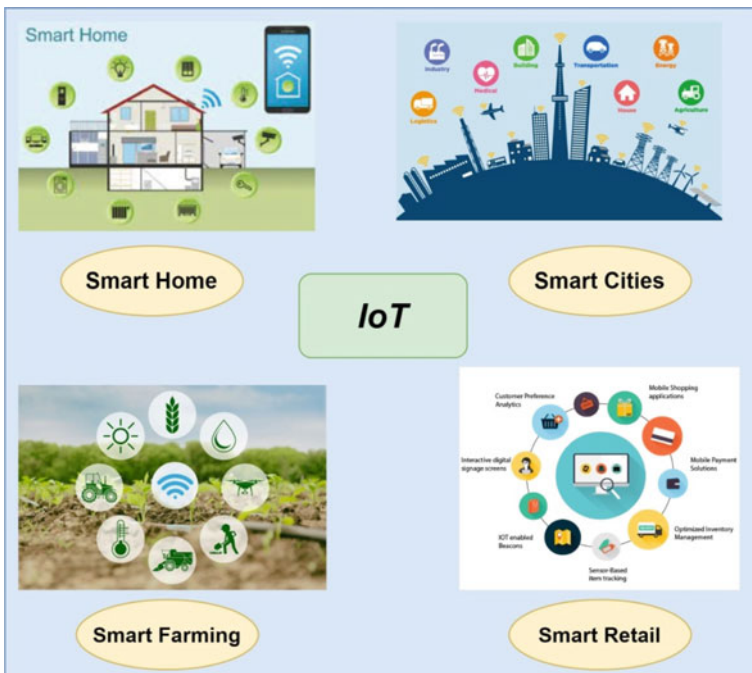 Smart Home
Industry
Building
Transportation
Energy
Medical
Logistics
House
Agriculture
Smart Home
Smart Cities
IoT
Customer Preference
Analytics
Mobile Shopping
applications
Interactive digital
signage screens
Mobile Payment
Solutions
IOT enabled
Beacons
Optimized Inventory
Management
Sensor-Based
item tracking
Smart Farming
Smart Retail